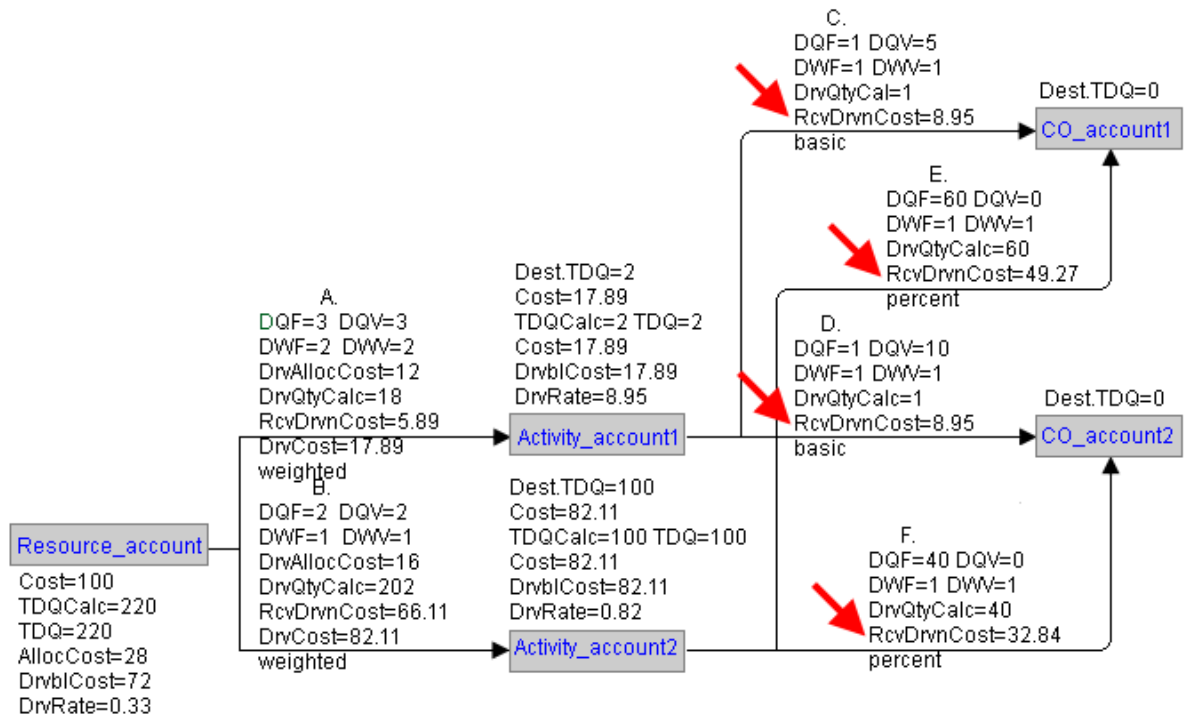 C.
DQF=1 DQV=5
DWF=1 DWV=1
DrvQtyCal=1
RcvDrvnCost=8.95
basic
Dest.TDQ=0
CO_account1
E.
DQF=60 DQV=0
DWF=1 DWV=1
DrvQtyCalc=60
RcvDrvnCost=49.27
percent
A.
DQF=3 DQV=3
DWF=2 DWV=2
DrvAllocCost=12
DrvQtyCalc=18
RcvDrvnCost=5.89
DrvCost=17.89
weighted
Dest.TDQ=2
Cost=17.89
TDQCalc=2 TDQ=2
Cost=17.89
DrvblCost=17.89
DrvRate=8.95
Activity_account1
D.
DQF=1 DQV=10
DWF=1 DWV=1
DrvQtyCalc=1
RcvDrvnCost=8.95
basic
Dest.TDQ=0
CO_account2
B.
DQF=2 DQV=2
DWF=1 DWV=1
DrvAllocCost=16
DrvQtyCalc=202
RcvDrvnCost=66.11
DrvCost=82.11
weighted
Dest.TDQ=100
Cost=82.11
TDQCalc=100 TDQ=100
Cost=82.11
DrvblCost=82.11
DrvRate=0.82
Activity_account2
F.
DQF=40 DQV=0
DWF=1 DWV=1
DrvQtyCalc=40
RcvDrvnCost=32.84
percent
Resource_account
Cost=100
TDQCalc=220
TDQ=220
AllocCost=28
DrvblCost=72
DrvRate=0.33